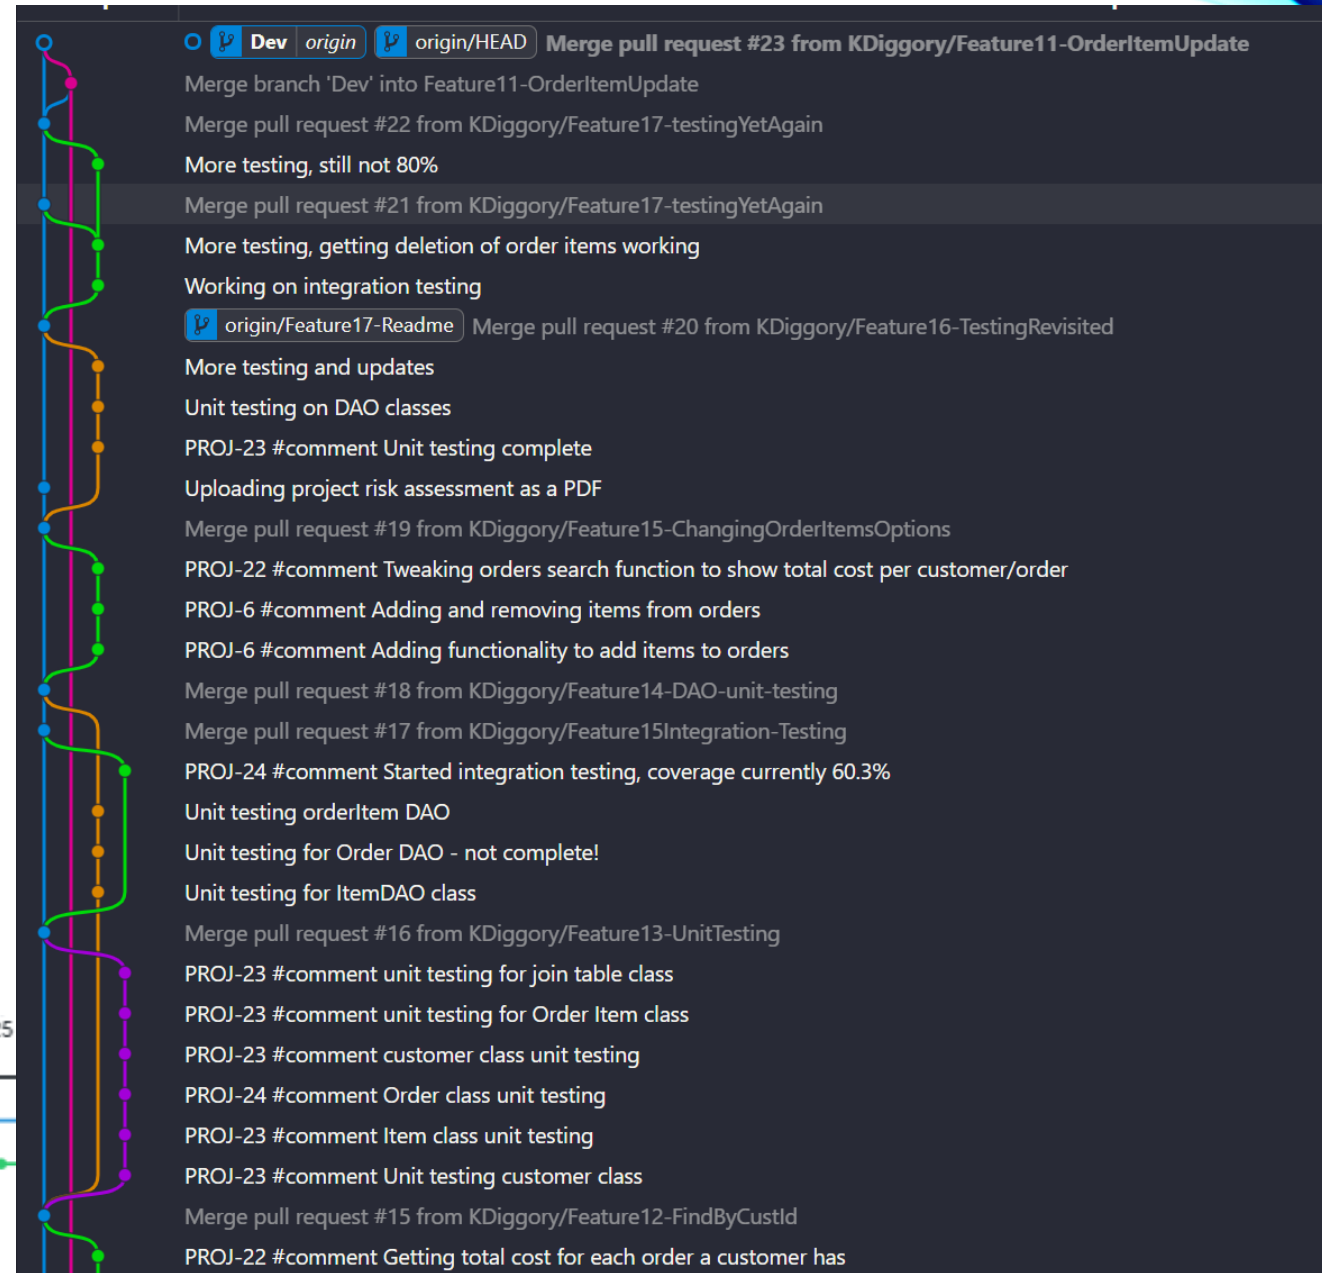 Dev origin origin/HEAD Merge pull request #23 from KDiggory/Feature11-OrderItemUpdate
Merge branch 'Dev' into Feature11-OrderItemUpdate
Merge pull request #22 from KDiggory/Feature17-testingYetAgain
More testing, still not 80%
Merge pull request #21 from KDiggory/Feature17-testingYetAgain
More testing, getting deletion of order items working
Working on integration testing
origin/Feature17-Readme Merge pull request #20 from KDiggory/Feature16-TestingRevisited
More testing and updates
Unit testing on DAO classes
PROJ-23 #comment Unit testing complete
Uploading project risk assessment as a PDF
Merge pull request #19 from KDiggory/Feature15-ChangingOrderItemsOptions
PROJ-22 #comment Tweaking orders search function to show total cost per customer/order
PROJ-6 #comment Adding and removing items from orders
PROJ-6 #comment Adding functionality to add items to orders
Merge pull request #18 from KDiggory/Feature14-DAO-unit-testing
Merge pull request #17 from KDiggory/Feature15Integration-Testing
PROJ-24 #comment Started integration testing, coverage currently 60.3%
Unit testing orderItem DAO
Unit testing for Order DAO - not complete!
Unit testing for ItemDAO class
Merge pull request #16 from KDiggory/Feature13-UnitTesting
PROJ-23 #comment unit testing for join table class
PROJ-23 #comment unit testing for Order Item class
PROJ-23 #comment customer class unit testing
PROJ-24 #comment Order class unit testing
PROJ-23 #comment Item class unit testing
PROJ-23 #comment Unit testing customer class
Merge pull request #15 from KDiggory/Feature12-FindByCustId
PROJ-22 #comment Getting total cost for each order a customer has